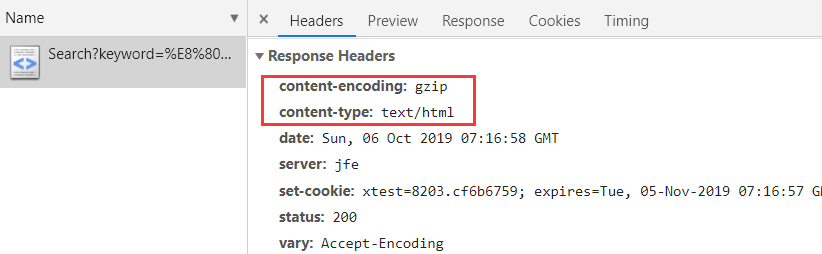 Name
Search?keyword=%E8%80...
Headers Preview Response Cookies Timing
Response Headers
content-encoding: gzip
content-type: text/html
date: Sun, 06 Oct 2019 07:16:58 GMT
server: jfe
set-cookie: xtest=8203.cf6b6759; expires=Tue, 05-Nov-2019 07:16:57 G
status: 200
vary: Accept-Encoding